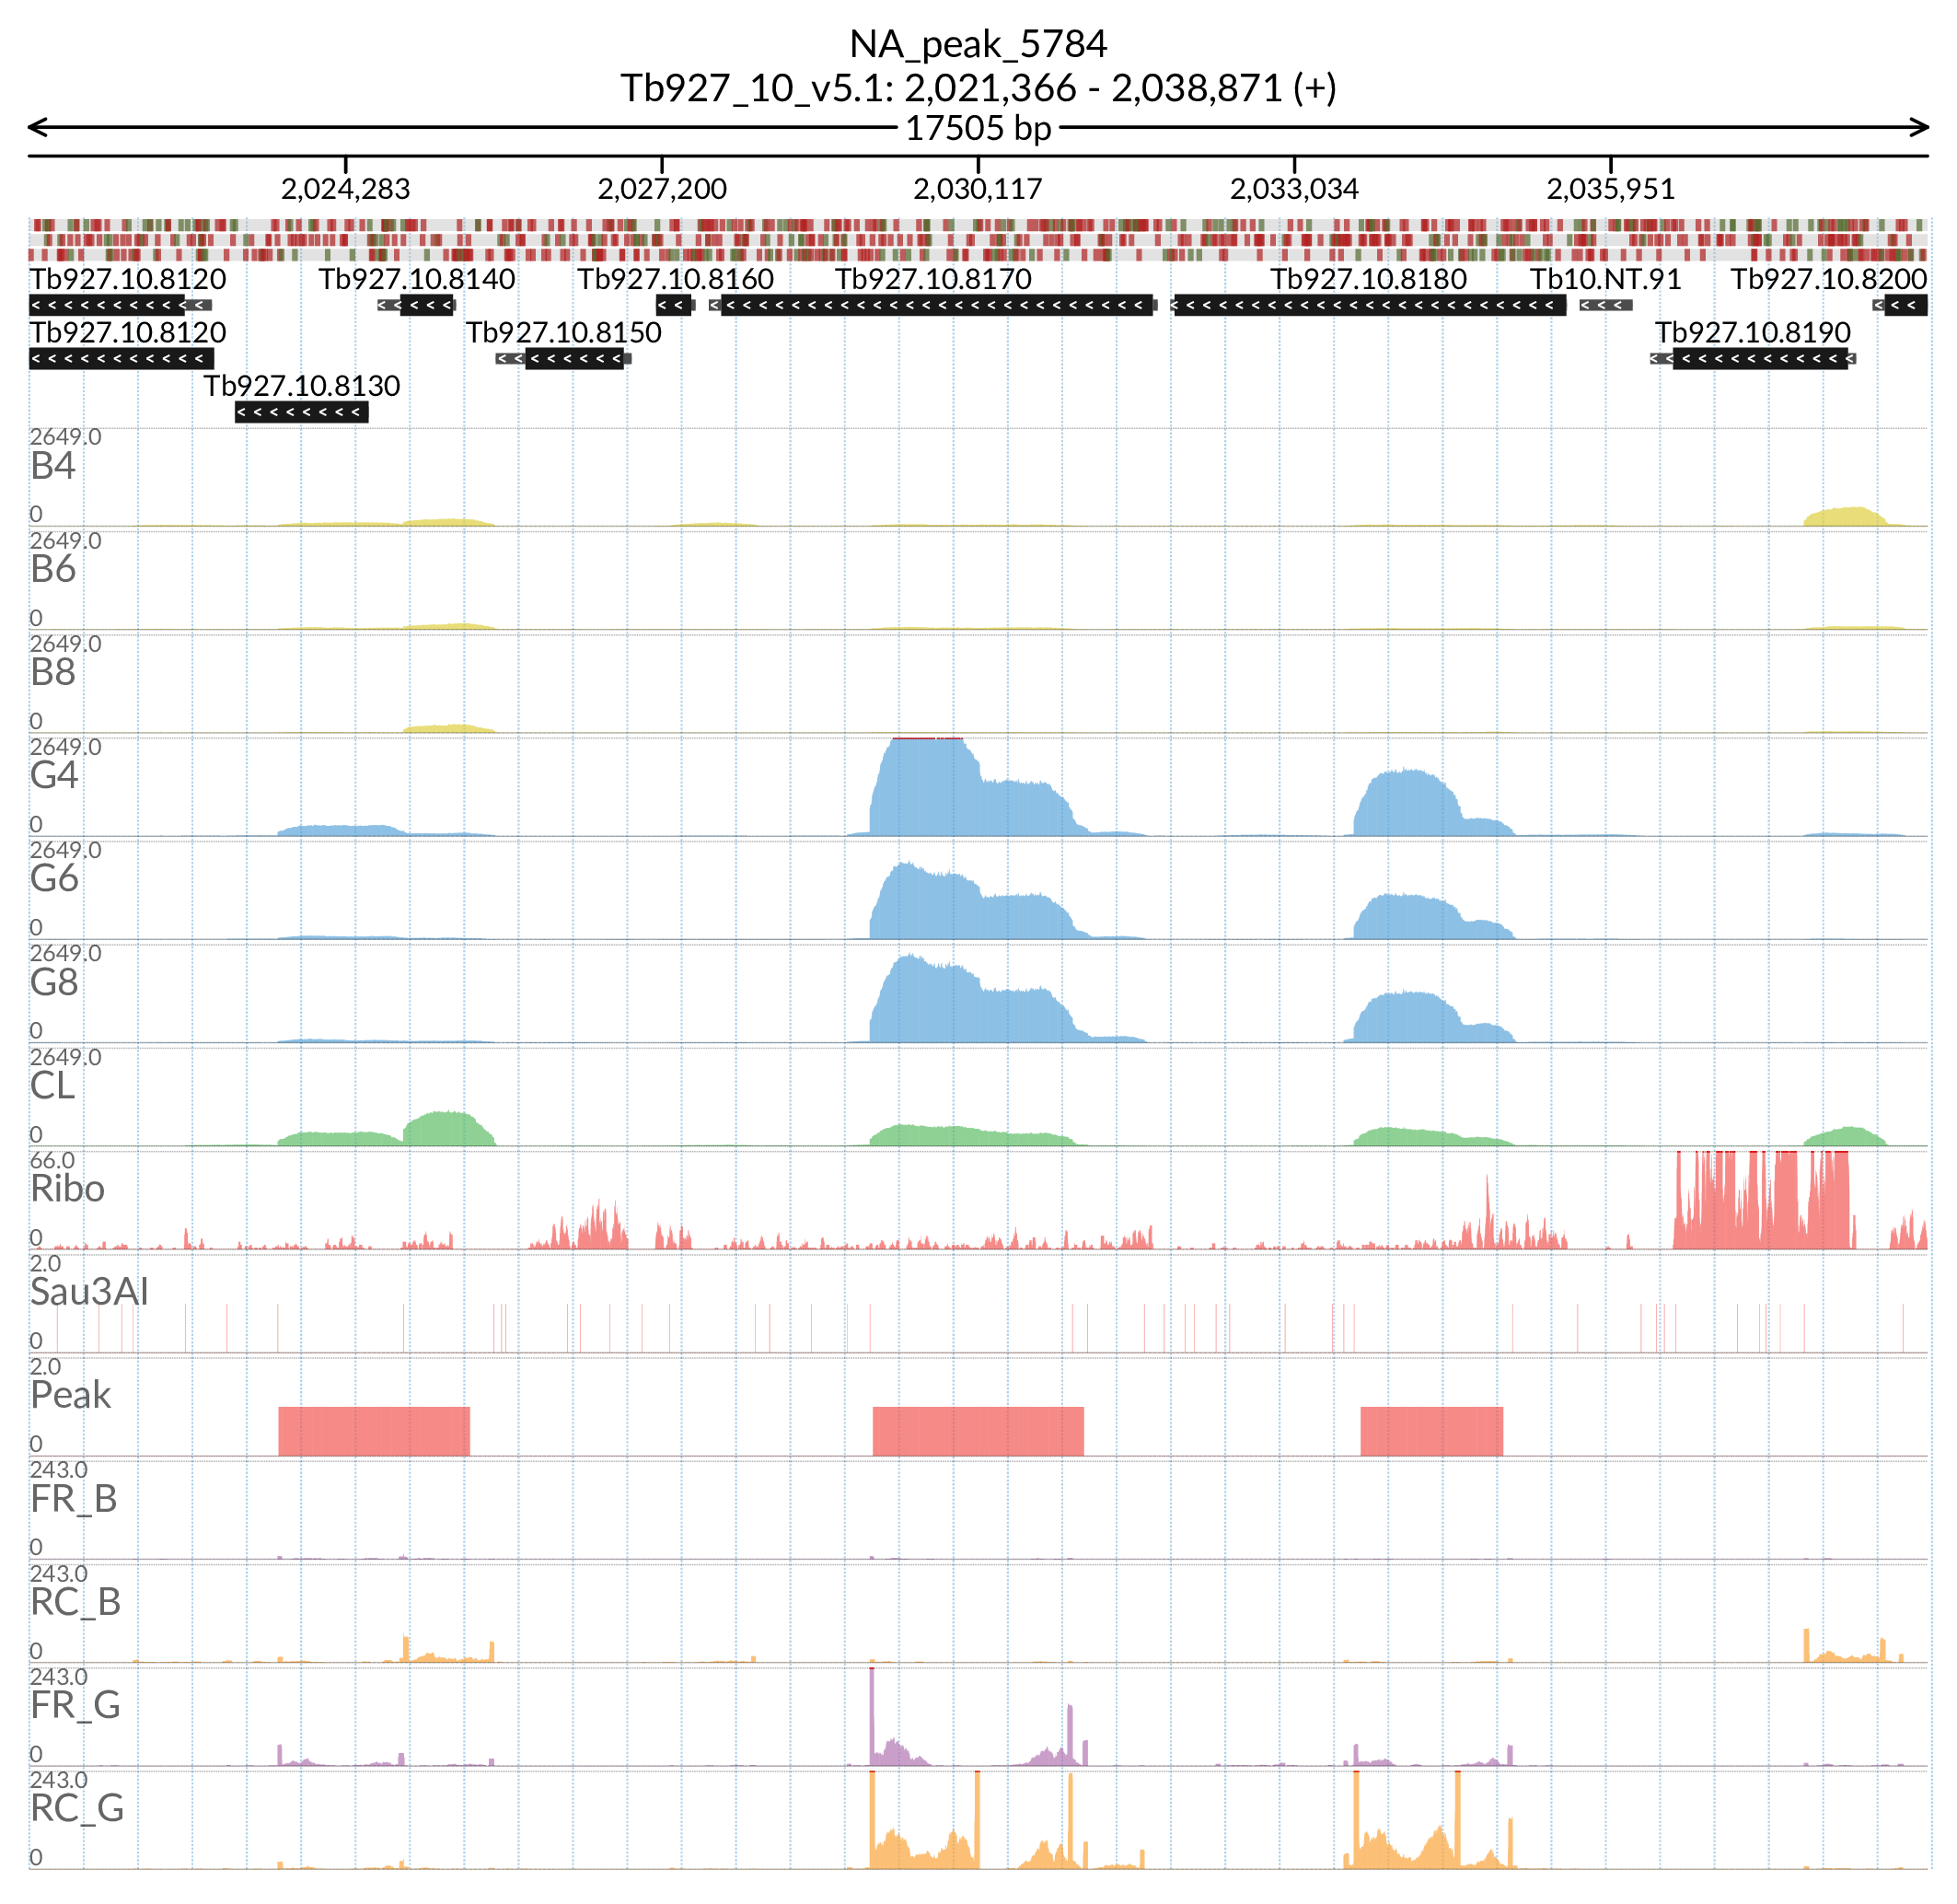 NA_peak_5784
Tb927_10_v5.1: 2,021,366 - 2,038,871 (+)
17505 bp
2,024,283 2,027,200 2,030,117 2,033,034 2,035,951
Tb927.10.8120 Tb927.10.8140 Tb927.10.8160 Tb927.10.8170 Tb927.10.8180 Tb10.NT.91 Tb927.10.8200
Tb927.10.8120 Tb927.10.8150 Tb927.10.8190
Tb927.10.8130
2649.0
B4
0
2649.0
B6
0
2649.0
B8
0
2649.0
G4
0
2649.0
G6
0
2649.0
G8
0
2649.0
CL
0
66.0
Ribo
0
2.0
Sau3AI
0
2.0
Peak
0
243.0
FR_B
0
243.0
RC_B
0
243.0
FR_G
0
243.0
RC_G
0